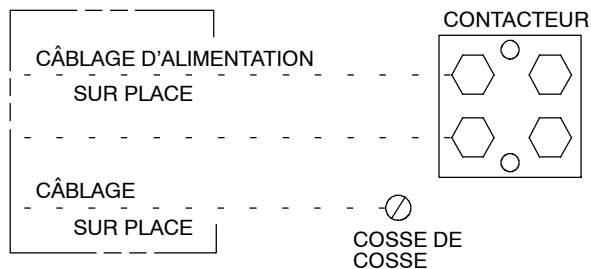 CONTACTEUR
CÂBLAGE D'ALIMENTATION
SUR PLACE
CÂBLAGE
SUR PLACE
COSSE DE
COSSE